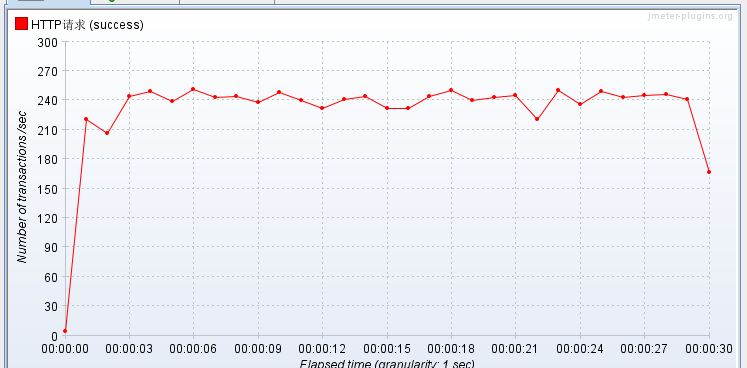 jmeter-plugins.org
HTTP请求 (success)
300
270
240
210
180
150
120
90
60
30
0
Number of transactions /sec
00:00:00 00:00:03 00:00:06 00:00:09 00:00:12 00:00:15 00:00:18 00:00:21 00:00:24 00:00:27 00:00:30
Elapsed time (granularity: 1 sec)